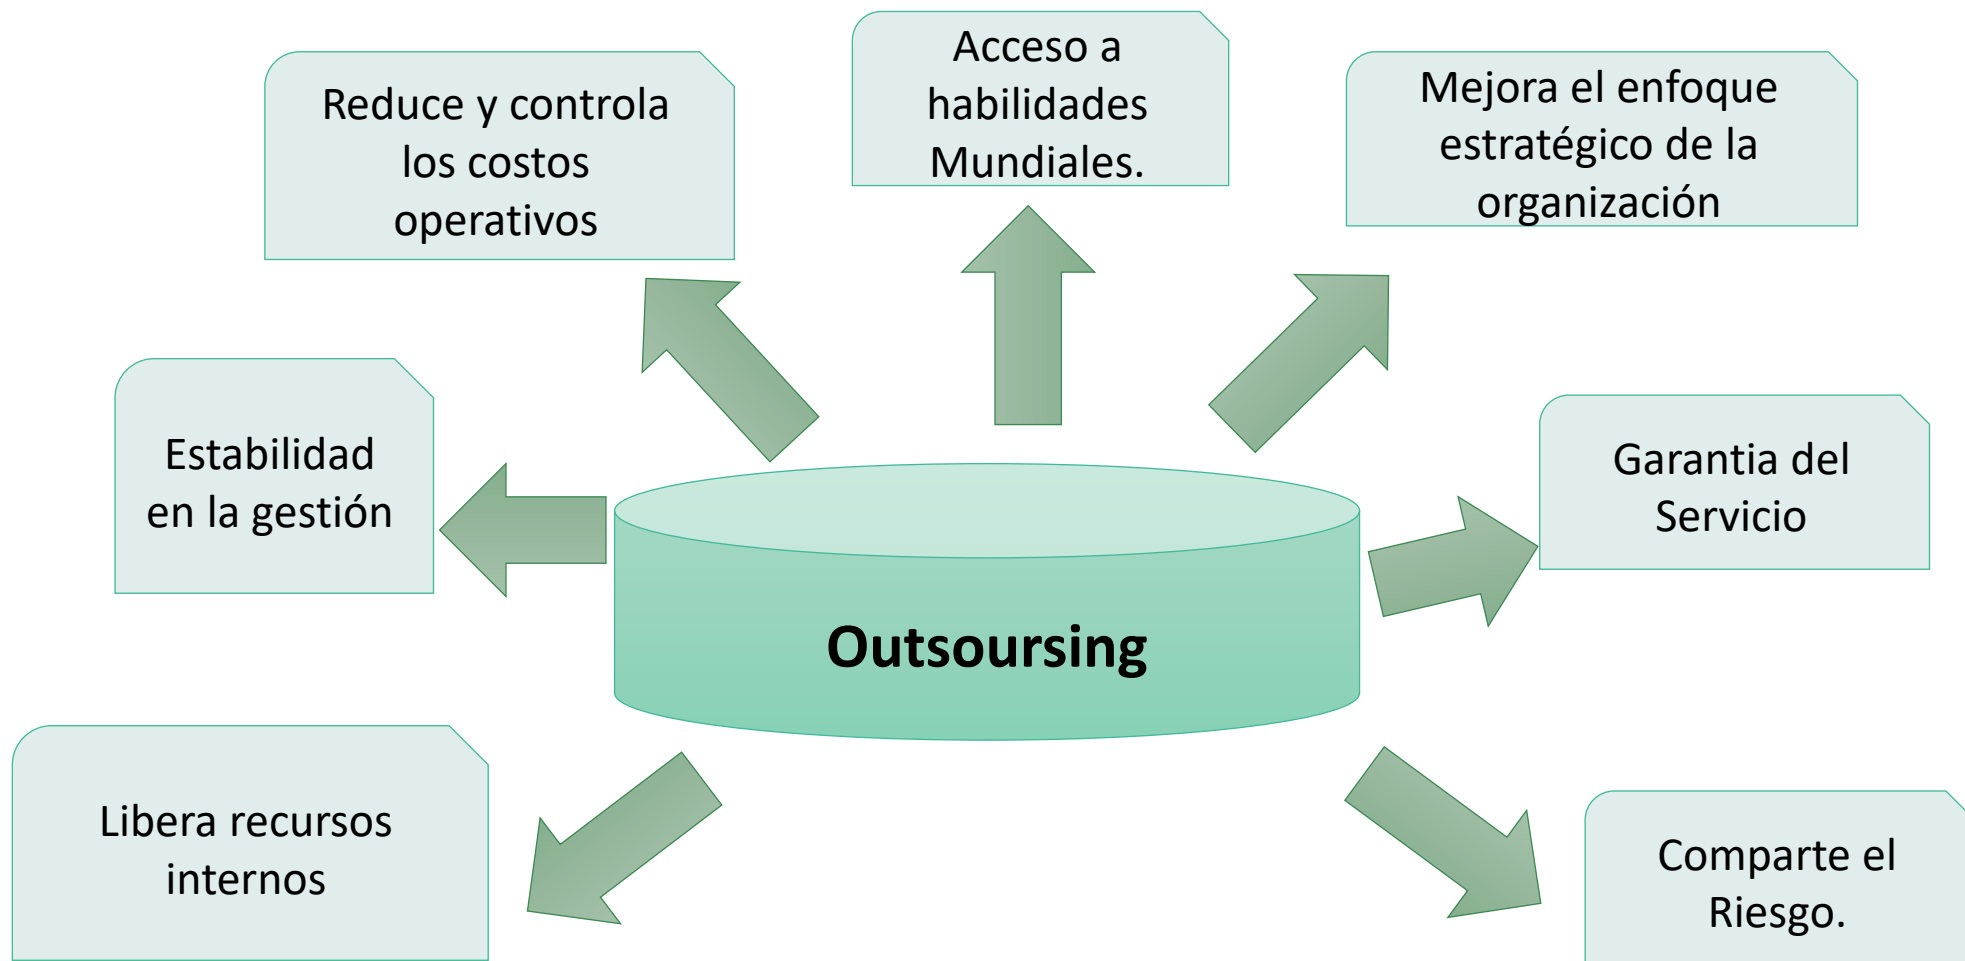 Reduce y controla
los costos
operativos
Acceso a
habilidades
Mundiales.
Mejora el enfoque
estratégico de la
organización
Estabilidad
en la gestión
Garantia del
Servicio
Outsoursing
Libera recursos
internos
Comparte el
Riesgo.